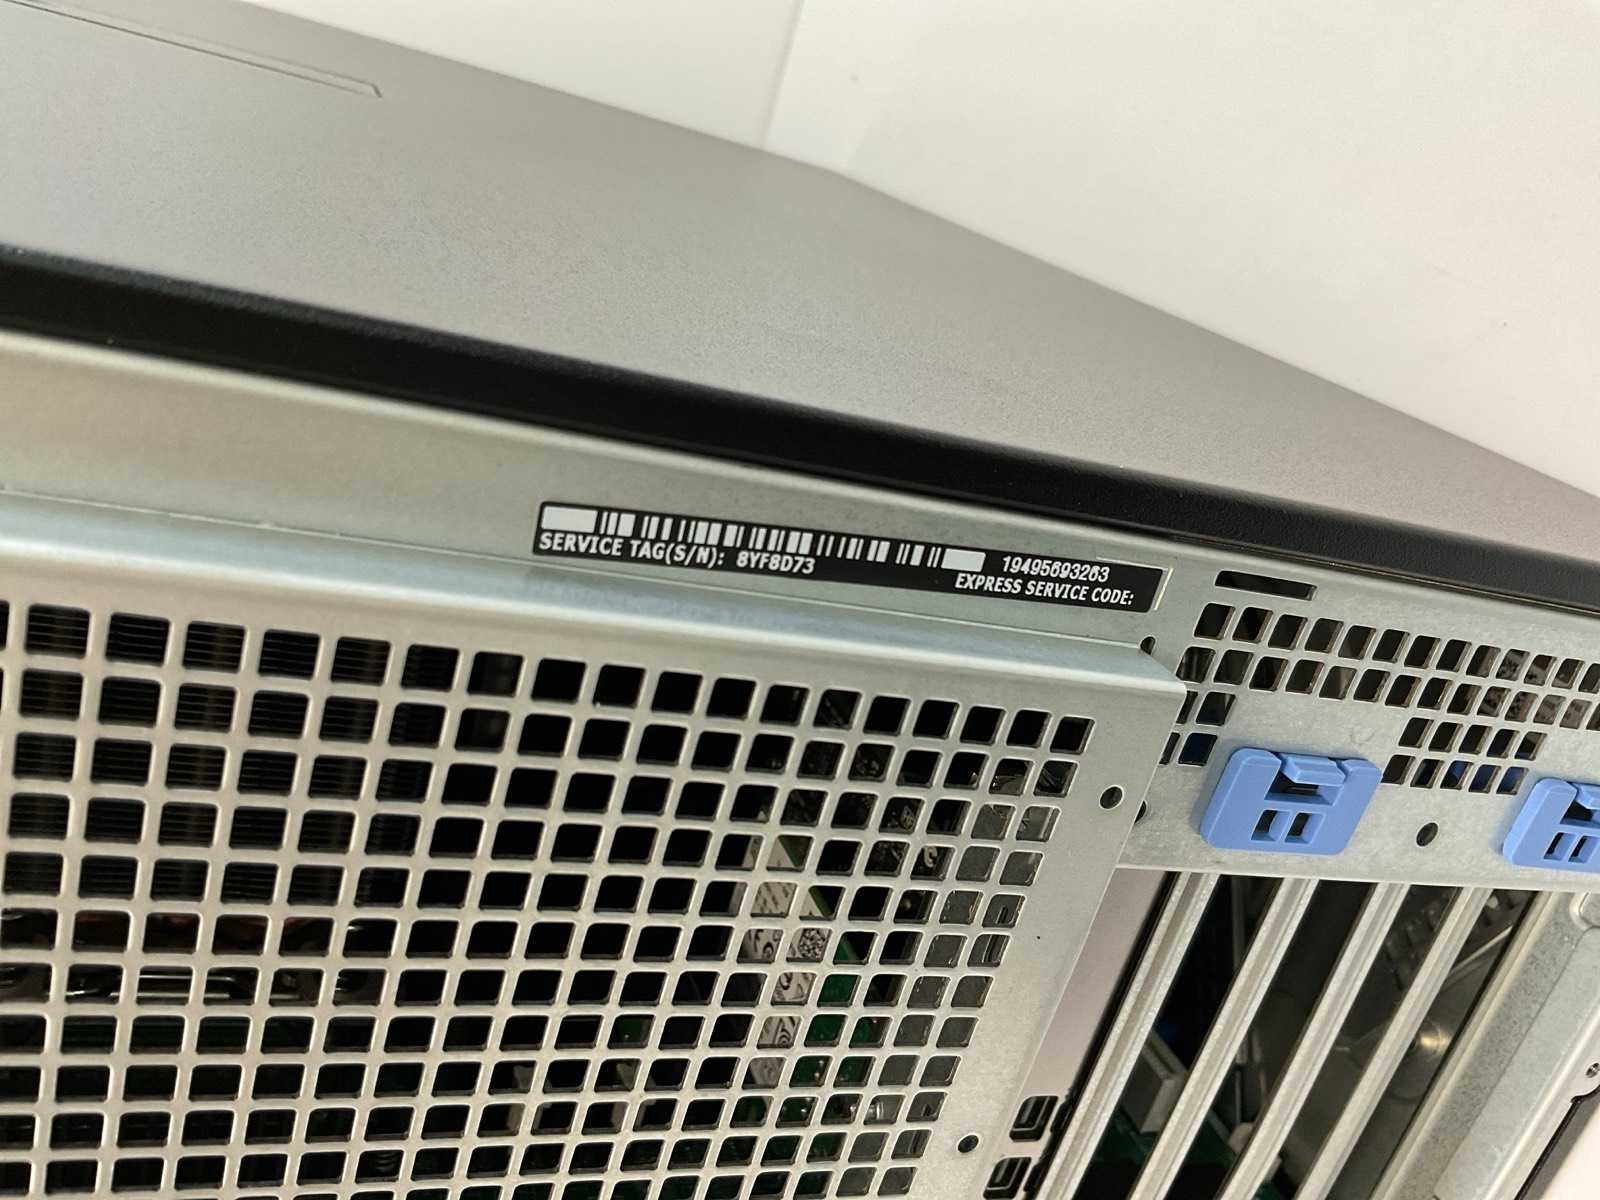 SERVICE TAG(S/N): 8YF8D73
19495693263
EXPRESS SERVICE CODE: